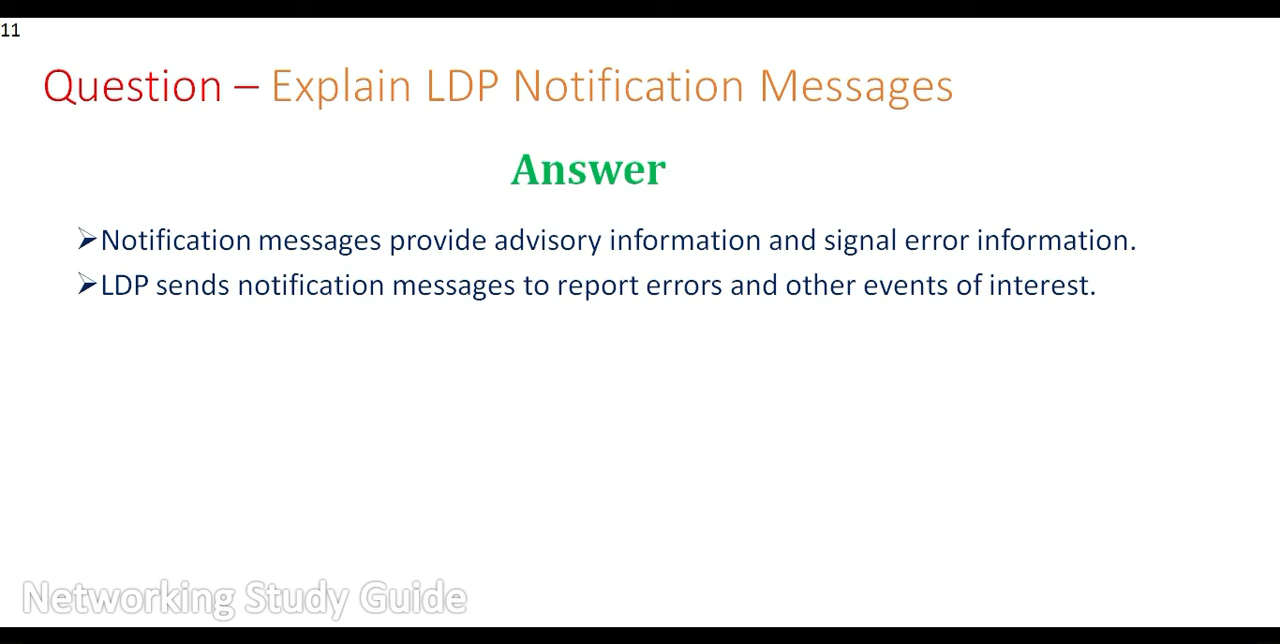 11
Question – Explain LDP Notification Messages
Answer
➢Notification messages provide advisory information and signal error information.
➢LDP sends notification messages to report errors and other events of interest.
Networking Study Guide